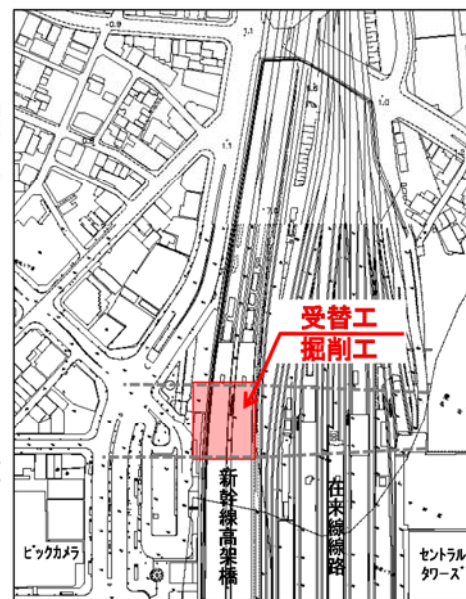 受替工
掘削工
新幹線高架橋
在来線線路
ビックカメラ
セントラル
タワーズ